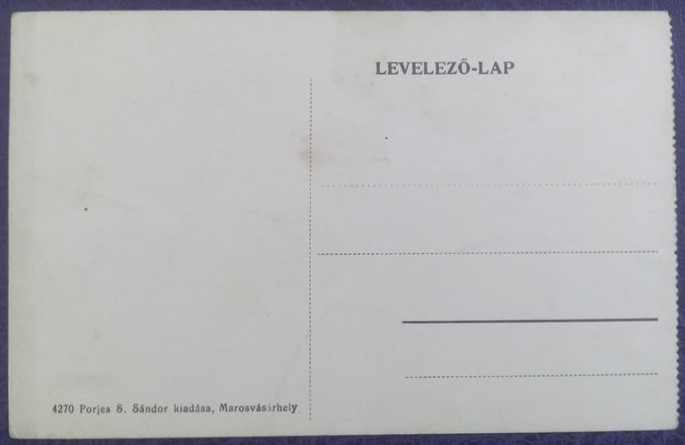 LEVELEZŐ-LAP
4270 Porjes S. Sándor kiadása, Marosvásárhely